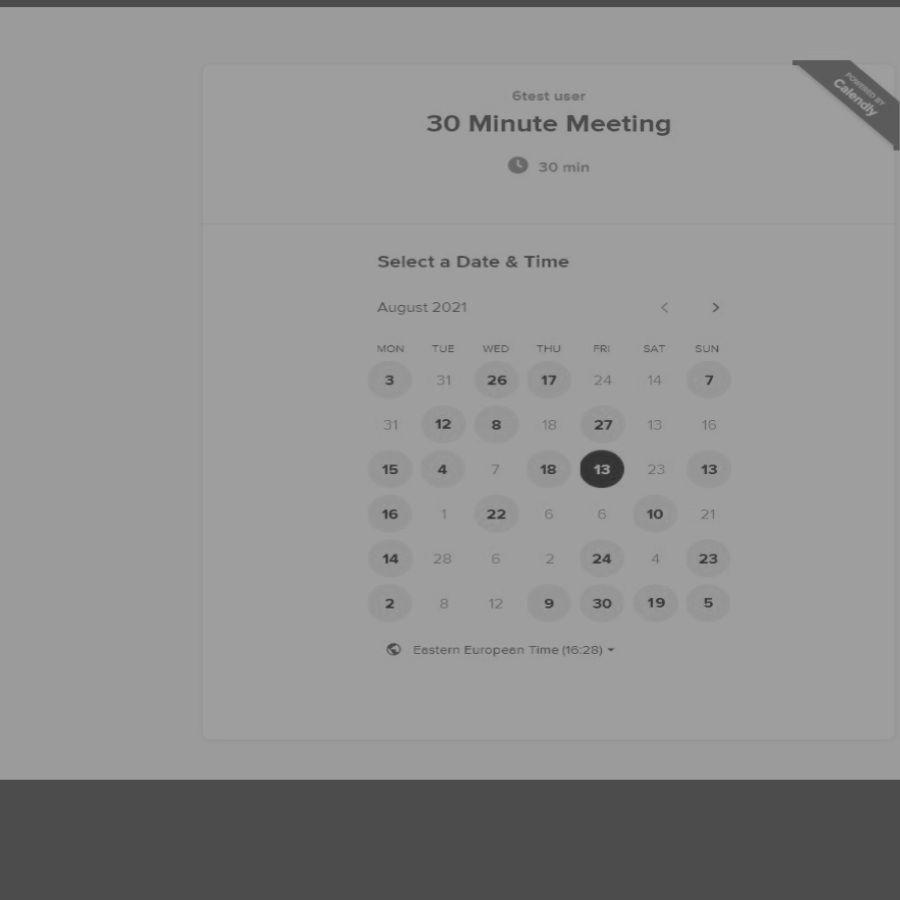 POWERED BY
Calendly
6test user
30 Minute Meeting
30 min
Select a Date & Time
August 2021
MON TUE WED THU FRI SAT SUN
3 31 26 17 24 14 7
31 12 8 18 27 13 16
15 4 7 18 13 23 13
16 1 22 6 6 10 21
14 28 6 2 24 4 23
2 8 12 9 30 19 5
Eastern European Time (16:28)